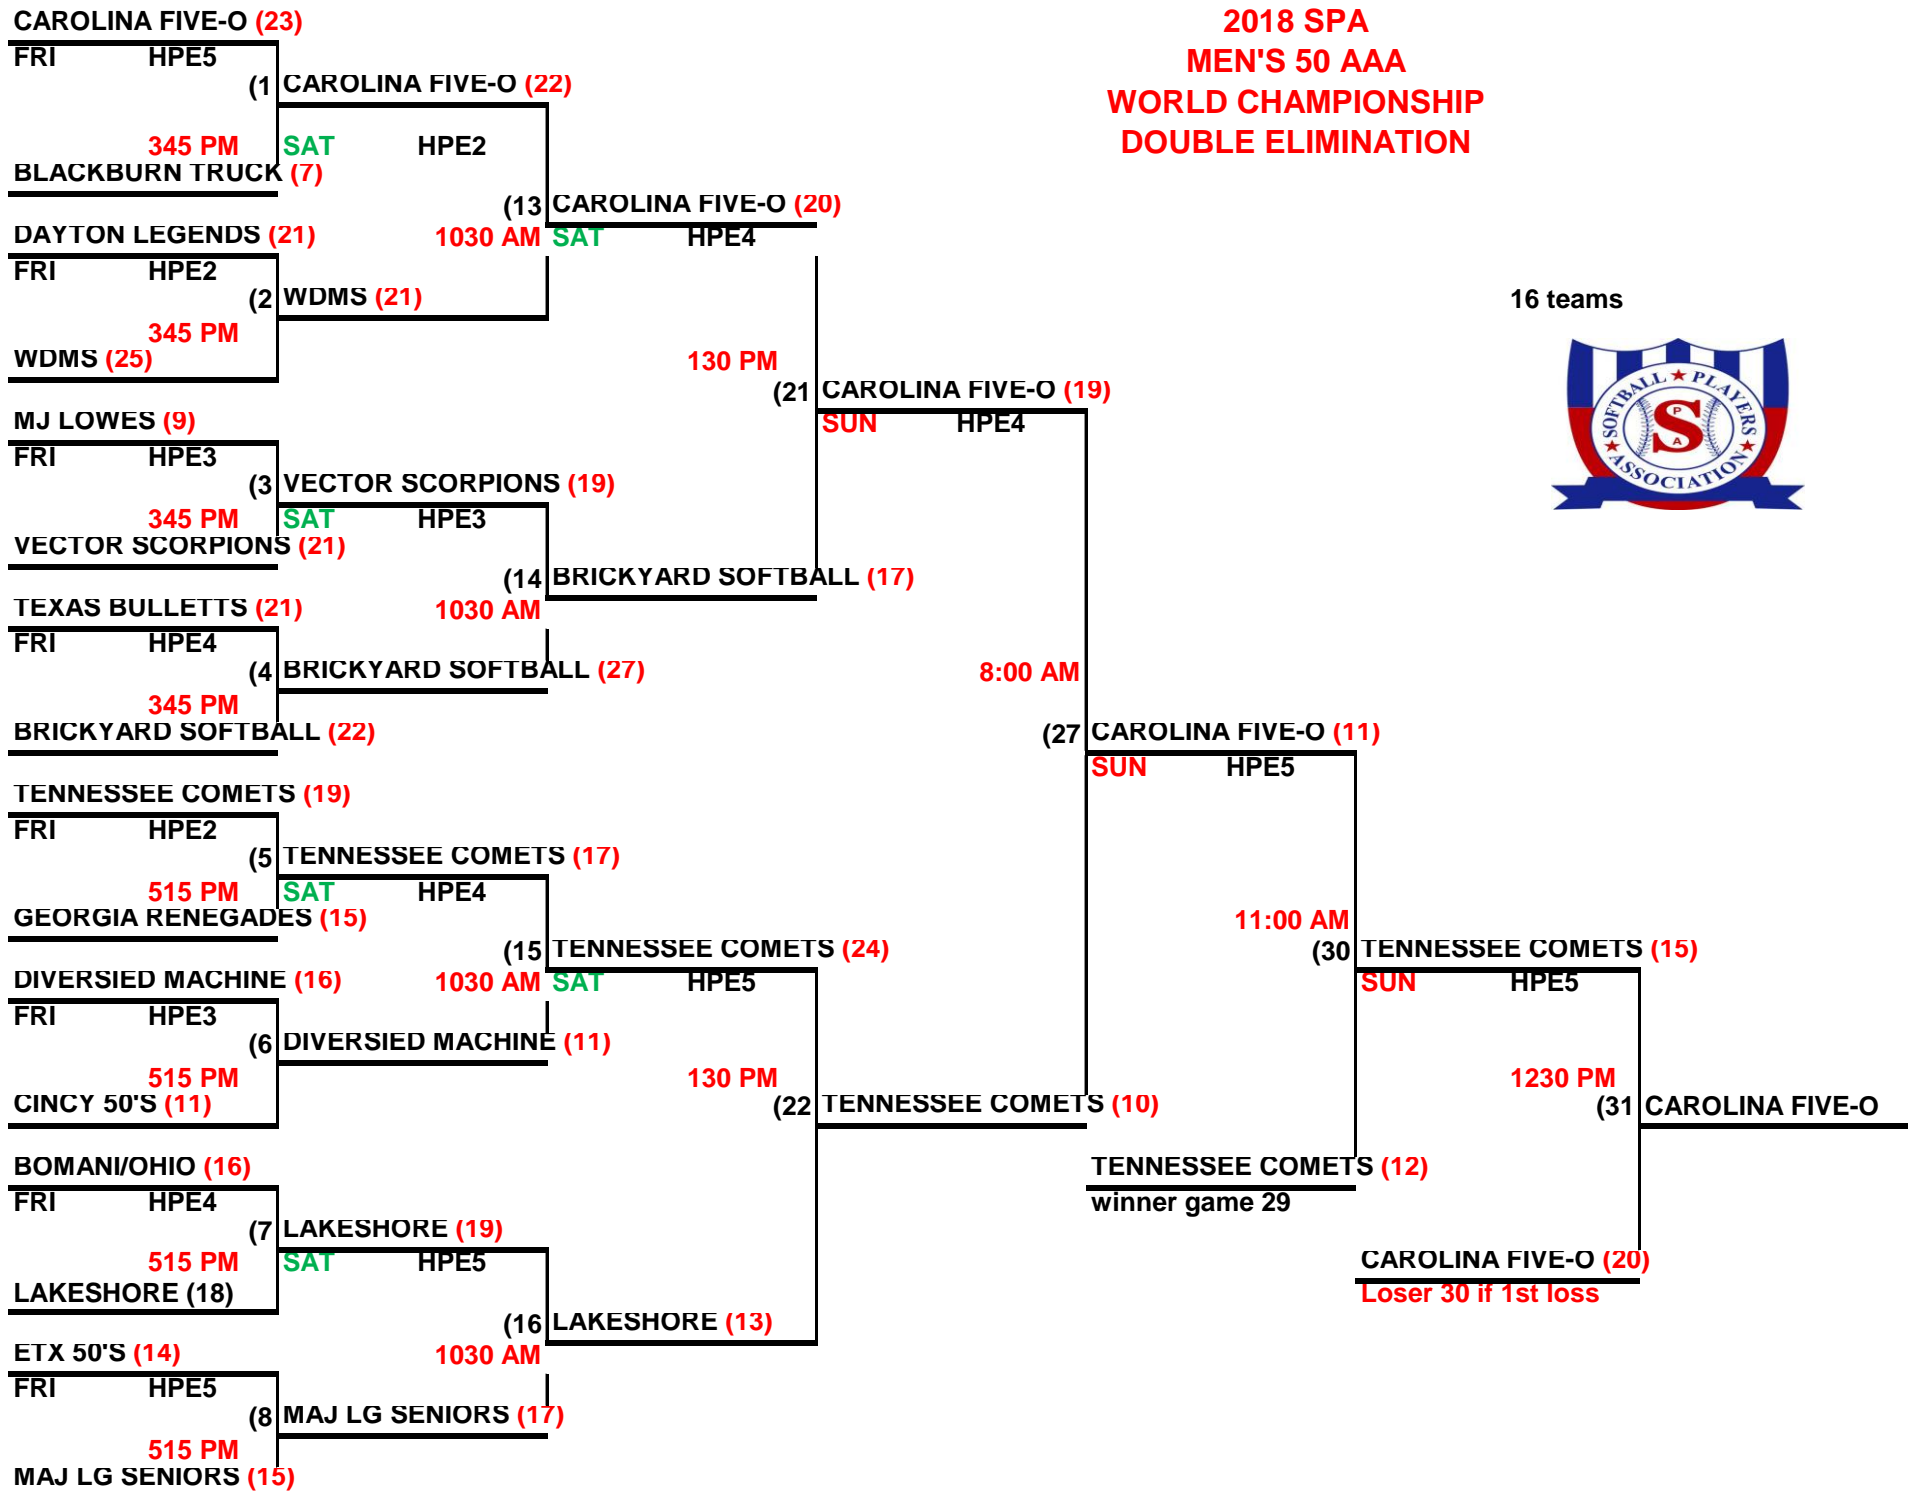 2018 SPA
MEN'S 50 AAA
WORLD CHAMPIONSHIP
DOUBLE ELIMINATION
16 teams
SOFTBALL ★ PLAYERS ★ ASSOCIATION ★
S
P
A
CAROLINA FIVE-O (23)
FRI HPE5
(1
345 PM
BLACKBURN TRUCK (7)
DAYTON LEGENDS (21)
FRI HPE2
(2
345 PM
WDMS (25)
MJ LOWES (9)
FRI HPE3
(3
345 PM
VECTOR SCORPIONS (21)
TEXAS BULLETTS (21)
FRI HPE4
(4
345 PM
BRICKYARD SOFTBALL (22)
TENNESSEE COMETS (19)
FRI HPE2
(5
515 PM
GEORGIA RENEGADES (15)
DIVERSIED MACHINE (16)
FRI HPE3
(6
515 PM
CINCY 50'S (11)
BOMANI/OHIO (16)
FRI HPE4
(7
515 PM
LAKESHORE (18)
ETX 50'S (14)
FRI HPE5
(8
515 PM
MAJ LG SENIORS (15)
CAROLINA FIVE-O (22)
SAT HPE2
(13
1030 AM
WDMS (21)
VECTOR SCORPIONS (19)
SAT HPE3
(14
1030 AM
BRICKYARD SOFTBALL (27)
TENNESSEE COMETS (17)
SAT HPE4
(15
1030 AM
DIVERSIED MACHINE (11)
LAKESHORE (19)
SAT HPE5
(16
1030 AM
MAJ LG SENIORS (17)
CAROLINA FIVE-O (20)
SAT HPE4
130 PM
(21
BRICKYARD SOFTBALL (17)
TENNESSEE COMETS (24)
SAT HPE5
130 PM
(22
LAKESHORE (13)
CAROLINA FIVE-O (19)
SUN HPE4
8:00 AM
(27
TENNESSEE COMETS (10)
CAROLINA FIVE-O (11)
SUN HPE5
11:00 AM
(30
TENNESSEE COMETS (12)
winner game 29
TENNESSEE COMETS (15)
SUN HPE5
1230 PM
(31
CAROLINA FIVE-O (20)
Loser 30 if 1st loss
CAROLINA FIVE-O